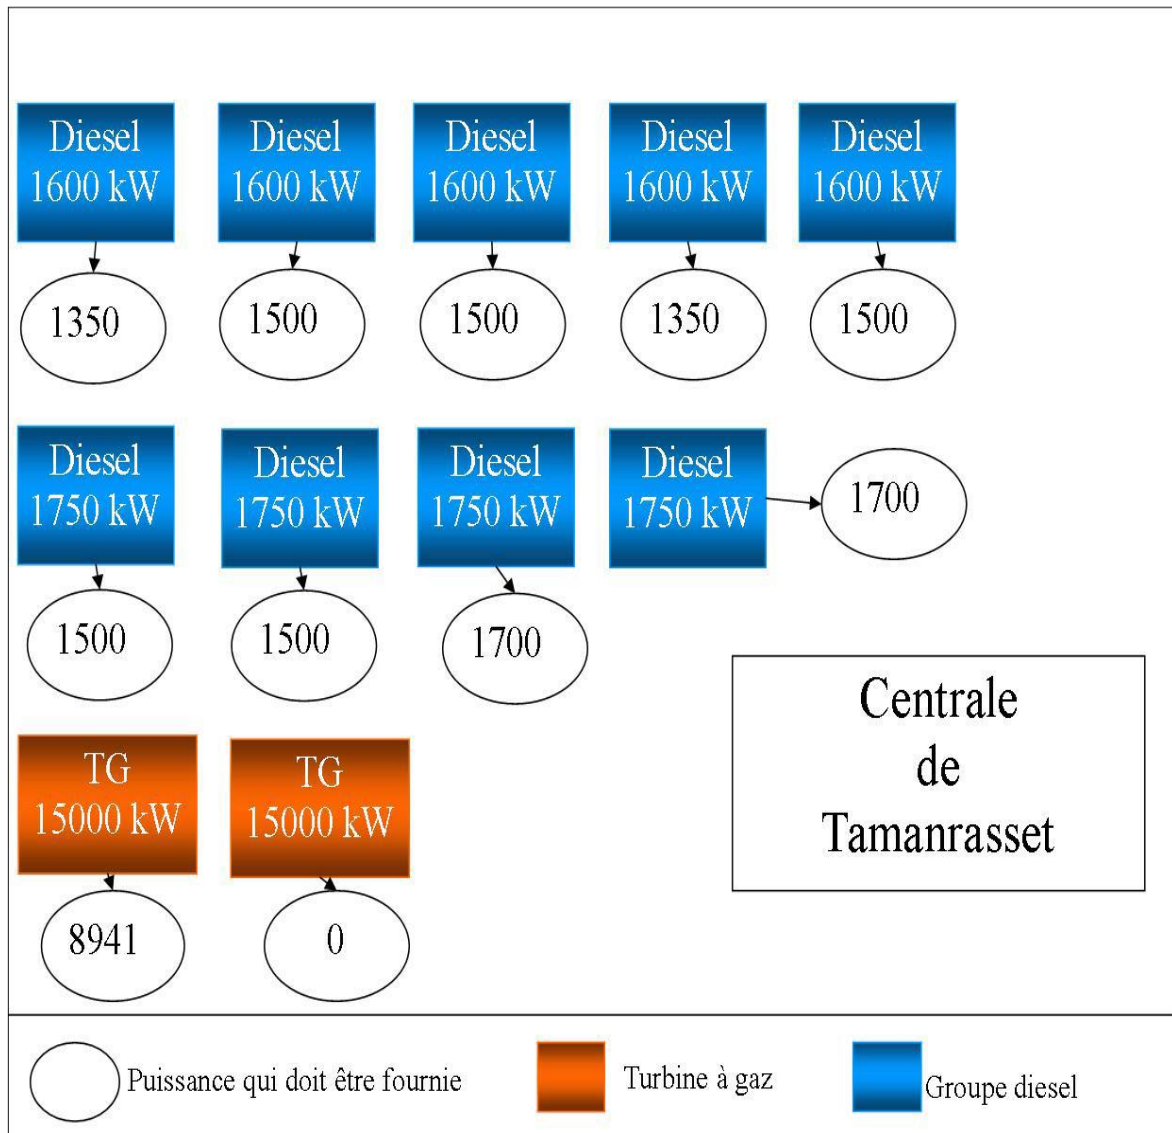 Diesel
1600 kW
Diesel
1600 kW
Diesel
1600 kW
Diesel
1600 kW
Diesel
1600 kW
1350
1500
1500
1350
1500
Diesel
1750 kW
Diesel
1750 kW
Diesel
1750 kW
Diesel
1750 kW
1700
1500
1500
1700
Centrale
de
Tamanrasset
TG
15000 kW
TG
15000 kW
8941
0
Puissance qui doit être fournie
Turbine à gaz
Groupe diesel